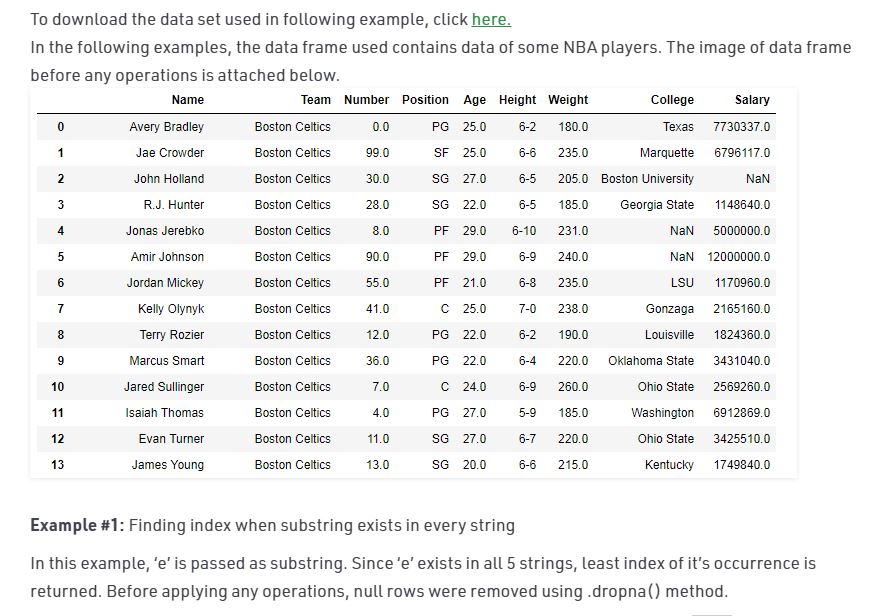 To download the data set used in following example, click here.
In the following examples, the data frame used contains data of some NBA players. The image of data frame
before any operations is attached below.
Name Team Number Position Age Height Weight College Salary
0 Avery Bradley Boston Celtics 0.0 PG 25.0 6-2 180.0 Texas 7730337.0
1 Jae Crowder Boston Celtics 99.0 SF 25.0 6-6 235.0 Marquette 6796117.0
2 John Holland Boston Celtics 30.0 SG 27.0 6-5 205.0 Boston University NaN
3 R.J. Hunter Boston Celtics 28.0 SG 22.0 6-5 185.0 Georgia State 1148640.0
4 Jonas Jerebko Boston Celtics 8.0 PF 29.0 6-10 231.0 NaN 5000000.0
5 Amir Johnson Boston Celtics 90.0 PF 29.0 6-9 240.0 NaN 12000000.0
6 Jordan Mickey Boston Celtics 55.0 PF 21.0 6-8 235.0 LSU 1170960.0
7 Kelly Olynyk Boston Celtics 41.0 C 25.0 7-0 238.0 Gonzaga 2165160.0
8 Terry Rozier Boston Celtics 12.0 PG 22.0 6-2 190.0 Louisville 1824360.0
9 Marcus Smart Boston Celtics 36.0 PG 22.0 6-4 220.0 Oklahoma State 3431040.0
10 Jared Sullinger Boston Celtics 7.0 C 24.0 6-9 260.0 Ohio State 2569260.0
11 Isaiah Thomas Boston Celtics 4.0 PG 27.0 5-9 185.0 Washington 6912869.0
12 Evan Turner Boston Celtics 11.0 SG 27.0 6-7 220.0 Ohio State 3425510.0
13 James Young Boston Celtics 13.0 SG 20.0 6-6 215.0 Kentucky 1749840.0
Example #1: Finding index when substring exists in every string
In this example, ‘e’ is passed as substring. Since ‘e’ exists in all 5 strings, least index of it’s occurrence is
returned. Before applying any operations, null rows were removed using .dropna() method.